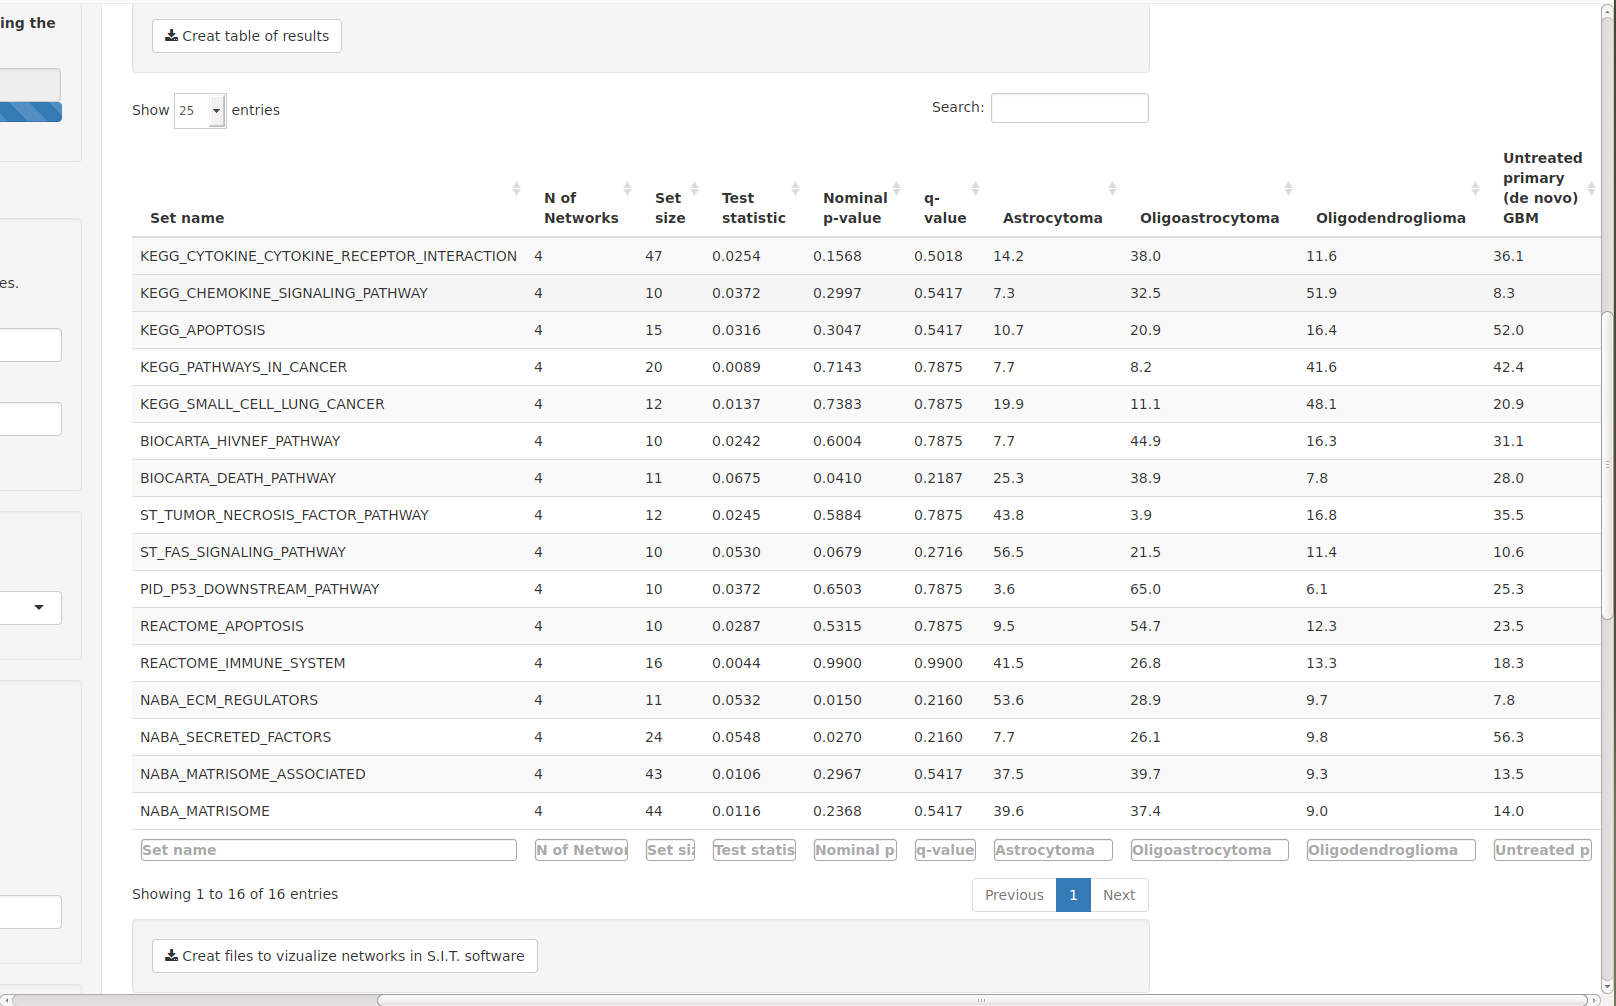 ing the
Creat table of results
Show 25 entries
Search:
Set name N of Networks Set size Test statistic Nominal p-value q-value Astrocytoma Oligoastrocytoma Oligodendroglioma Untreated primary (de novo) GBM
KEGG_CYTOKINE_CYTOKINE_RECEPTOR_INTERACTION 4 47 0.0254 0.1568 0.5018 14.2 38.0 11.6 36.1
es.
KEGG_CHEMOKINE_SIGNALING_PATHWAY 4 10 0.0372 0.2997 0.5417 7.3 32.5 51.9 8.3
KEGG_APOPTOSIS 4 15 0.0316 0.3047 0.5417 10.7 20.9 16.4 52.0
KEGG_PATHWAYS_IN_CANCER 4 20 0.0089 0.7143 0.7875 7.7 8.2 41.6 42.4
KEGG_SMALL_CELL_LUNG_CANCER 4 12 0.0137 0.7383 0.7875 19.9 11.1 48.1 20.9
BIOCARTA_HIVNEF_PATHWAY 4 10 0.0242 0.6004 0.7875 7.7 44.9 16.3 31.1
BIOCARTA_DEATH_PATHWAY 4 11 0.0675 0.0410 0.2187 25.3 38.9 7.8 28.0
ST_TUMOR_NECROSIS_FACTOR_PATHWAY 4 12 0.0245 0.5884 0.7875 43.8 3.9 16.8 35.5
ST_FAS_SIGNALING_PATHWAY 4 10 0.0530 0.0679 0.2716 56.5 21.5 11.4 10.6
PID_P53_DOWNSTREAM_PATHWAY 4 10 0.0372 0.6503 0.7875 3.6 65.0 6.1 25.3
REACTOME_APOPTOSIS 4 10 0.0287 0.5315 0.7875 9.5 54.7 12.3 23.5
REACTOME_IMMUNE_SYSTEM 4 16 0.0044 0.9900 0.9900 41.5 26.8 13.3 18.3
NABA_ECM_REGULATORS 4 11 0.0532 0.0150 0.2160 53.6 28.9 9.7 7.8
NABA_SECRETED_FACTORS 4 24 0.0548 0.0270 0.2160 7.7 26.1 9.8 56.3
NABA_MATRISOME_ASSOCIATED 4 43 0.0106 0.2967 0.5417 37.5 39.7 9.3 13.5
NABA_MATRISOME 4 44 0.0116 0.2368 0.5417 39.6 37.4 9.0 14.0
Set name N of Networ Set siz Test statis Nominal p q-value Astrocytoma Oligoastrocytoma Oligodendroglioma Untreated p
Showing 1 to 16 of 16 entries
Previous 1 Next
Creat files to vizualize networks in S.I.T. software